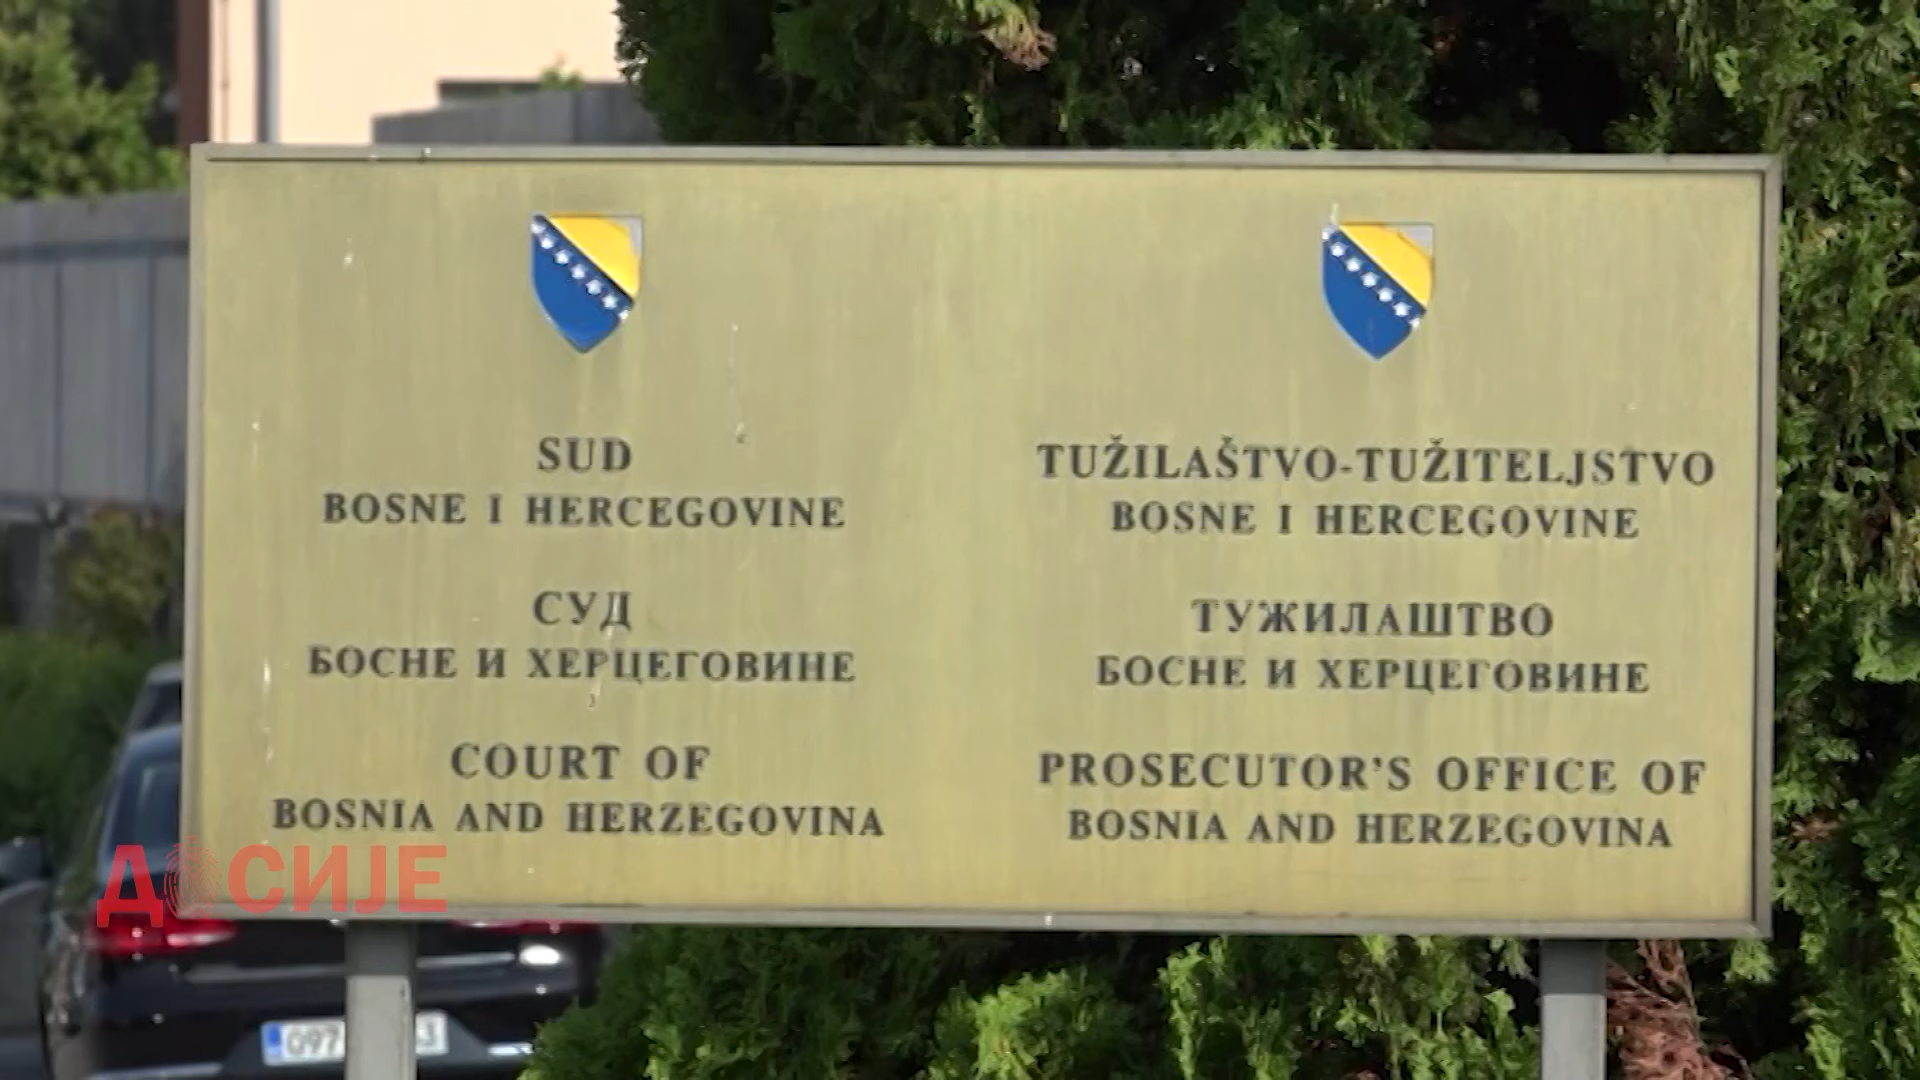 SUD
BOSNE I HERCEGOVINE
СУД
БОСНЕ И ХЕРЦЕГОВИНЕ
COURT OF
BOSNIA AND HERZEGOVINA
TUŽILAŠTVO-TUŽITELJSTVO
BOSNE I HERCEGOVINE
ТУЖИЛАШТВО
БОСНЕ И ХЕРЦЕГОВИНЕ
PROSECUTOR'S OFFICE OF
BOSNIA AND HERZEGOVINA
ДОСИЈЕ